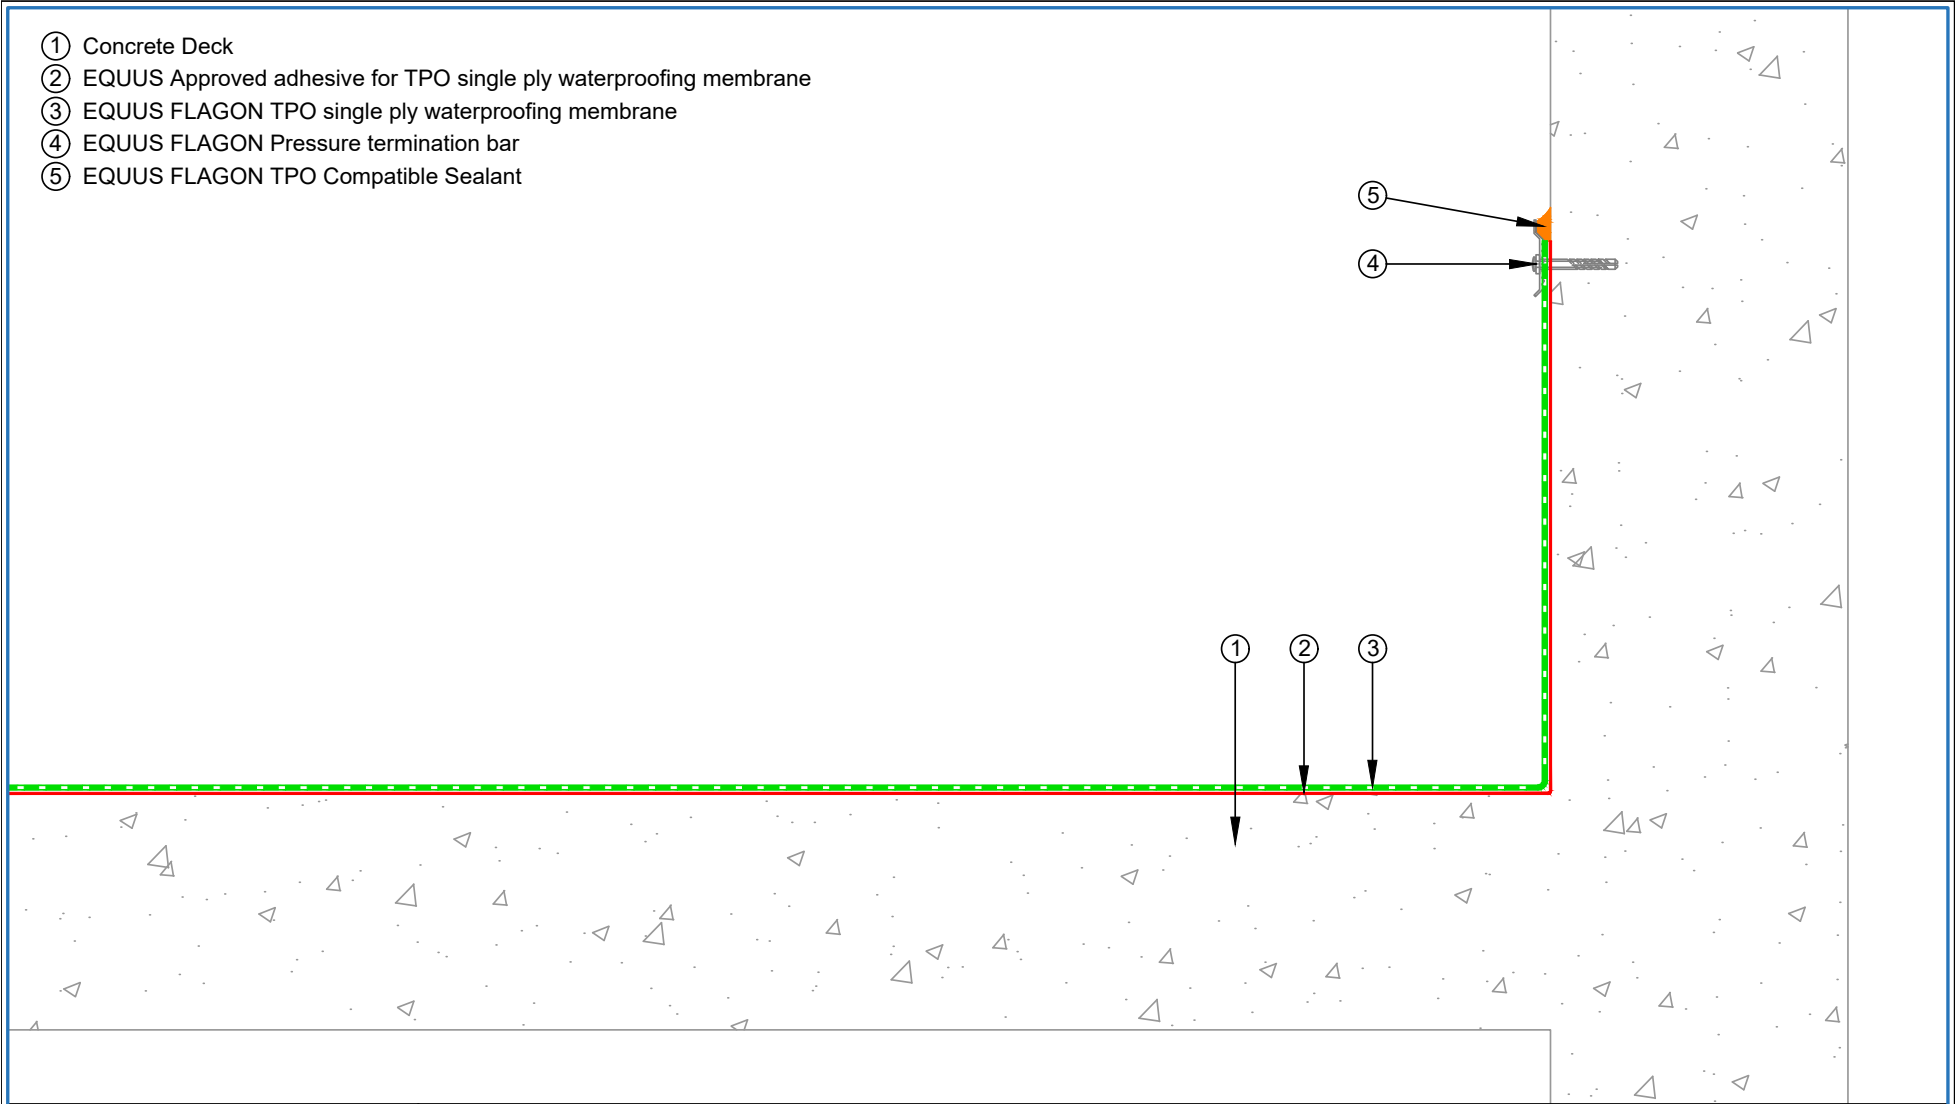 ① Concrete Deck
② EQUUS Approved adhesive for TPO single ply waterproofing membrane
③ EQUUS FLAGON TPO single ply waterproofing membrane
④ EQUUS FLAGON Pressure termination bar
⑤ EQUUS FLAGON TPO Compatible Sealant
⑤
④
① ② ③